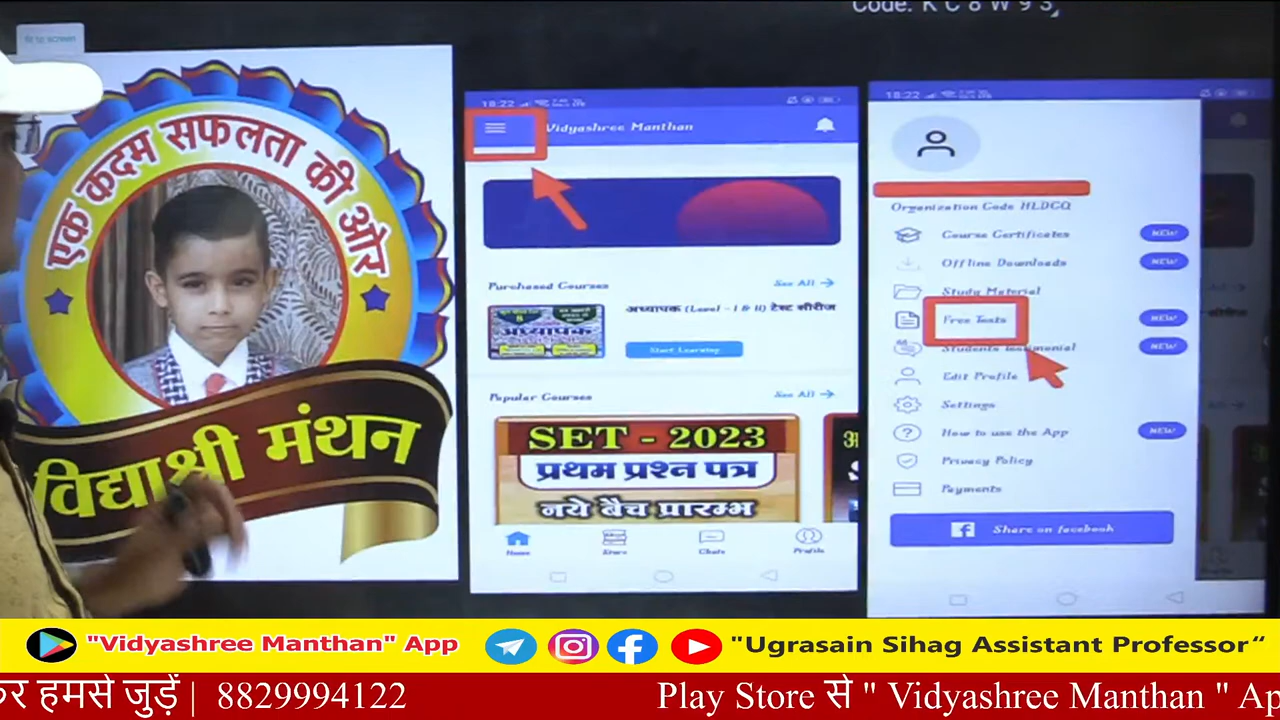 Code: K C 8 W 9 3
एक कदम सफलता की ओर
विद्याश्री मंथन
18:22
Vidyashree Manthan
Purchased Courses
See All →
अध्यापक
अध्यापक (Level - I & II) टेस्ट सीरीज
Start Learning
Popular Courses
See All →
SET - 2023
प्रथम प्रश्न पत्र
नये बैच प्रारम्भ
Home
Store
Chats
Profile
18:22
Organization Code HLDCQ
Course Certificates
NEW
Offline Downloads
NEW
Study Material
Free Tests
NEW
Students Testimonial
NEW
Edit Profile
Settings
How to use the App
NEW
Privacy Policy
Payments
Share on facebook
"Vidyashree Manthan" App
"Ugrasain Sihag Assistant Professor“
कर हमसे जुड़ें | 8829994122
Play Store से " Vidyashree Manthan " Ap